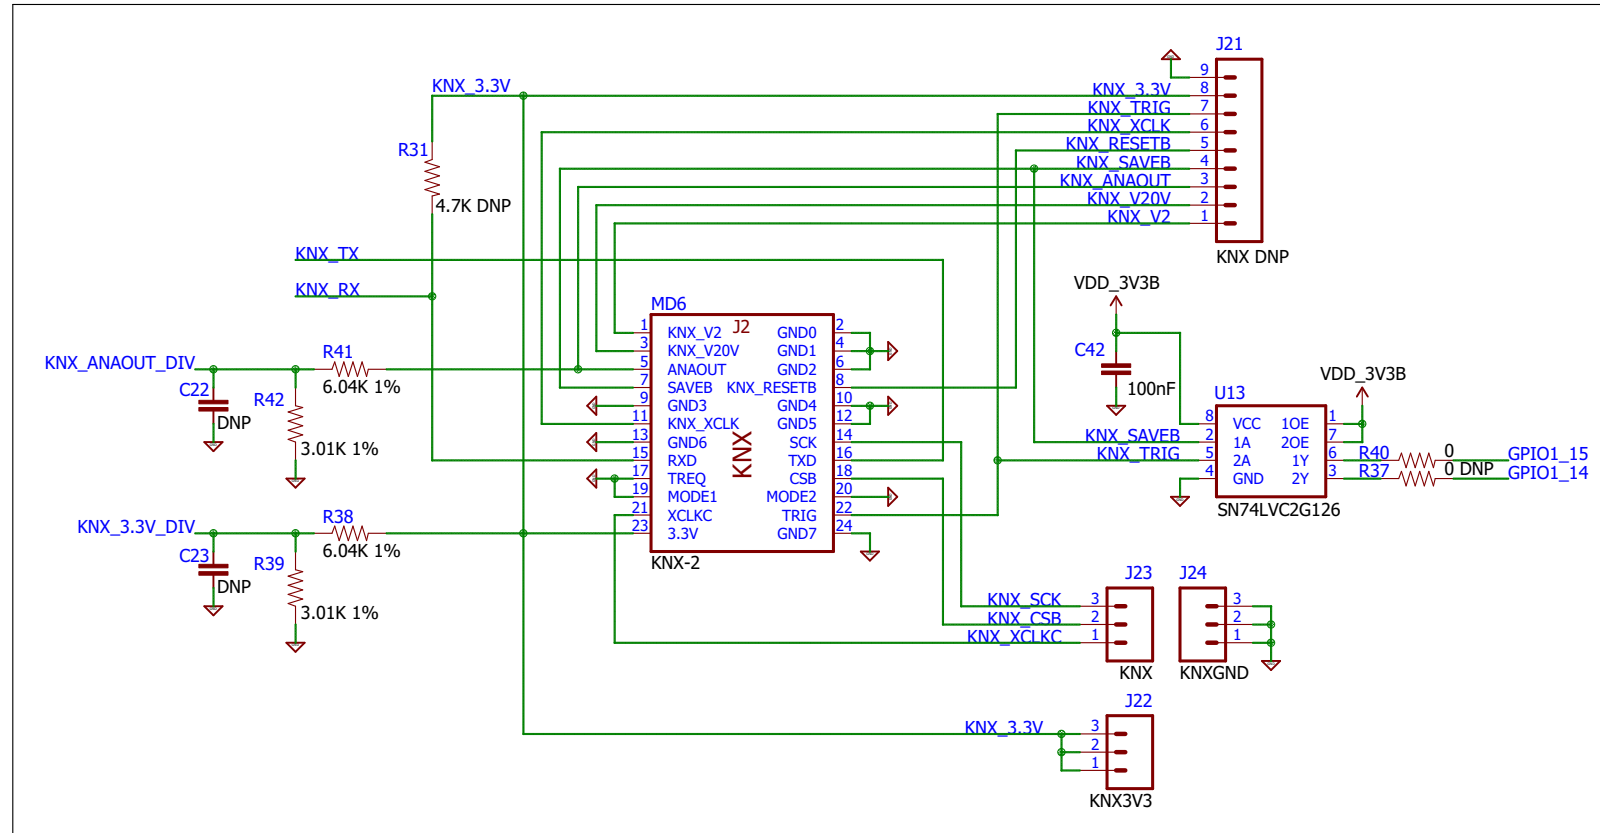 J21
9
KNX_3.3V
KNX_3.3V 8
KNX_TRIG 7
KNX_XCLK 6
R31
KNX_RESETB 5
KNX_SAVEB 4
KNX_ANAOUT 3
4.7K DNP
KNX_V20V 2
KNX_V2 1
KNX_TX
KNX DNP
KNX_RX
VDD_3V3B
MD6
J2
1 KNX_V2 GND0 2
3 KNX_V20V GND1 4
5 ANAOUT GND2 6
7 SAVEB KNX_RESETB 8
9 GND3 GND4 10
11 KNX_XCLK GND5 12
13 GND6 SCK 14
15 RXD TXD 16
17 TREQ CSB 18
19 MODE1 MODE2 20
21 XCLKC TRIG 22
23 3.3V GND7 24
KNX
KNX-2
KNX_ANAOUT_DIV
R41
6.04K 1%
C22
DNP
R42
3.01K 1%
KNX_3.3V_DIV
R38
6.04K 1%
C23
DNP
R39
3.01K 1%
C42
100nF
VDD_3V3B
U13
8 VCC 1OE 1
KNX_SAVEB 2 1A 2OE 7
KNX_TRIG 5 2A 1Y 6 R40 0 GPIO1_15
4 GND 2Y 3 R37 0 DNP GPIO1_14
SN74LVC2G126
J23
J24
KNX_SCK 3
KNX_CSB 2
KNX_XCLKC 1
3
2
1
KNX
KNXGND
J22
KNX_3.3V 3
2
1
KNX3V3